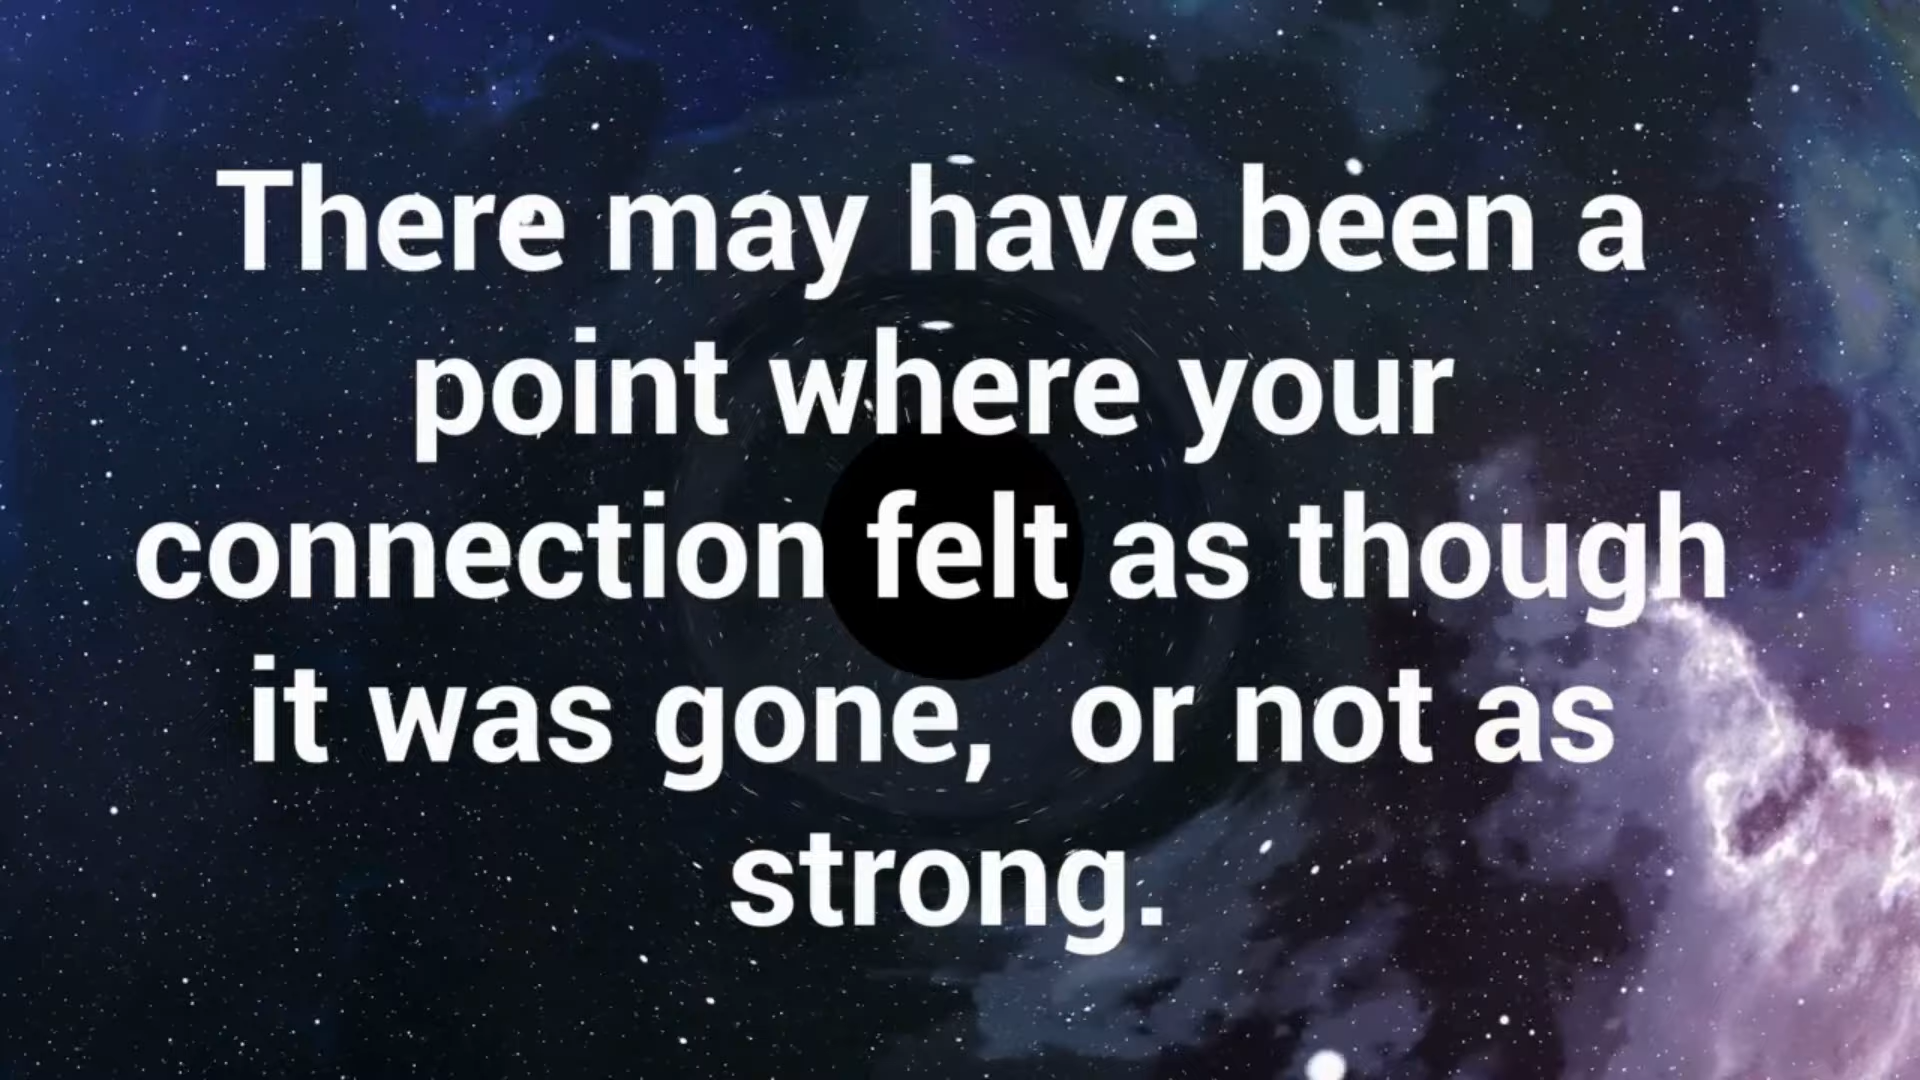 There may have been a
point where your
connection felt as though
it was gone,  or not as
strong.